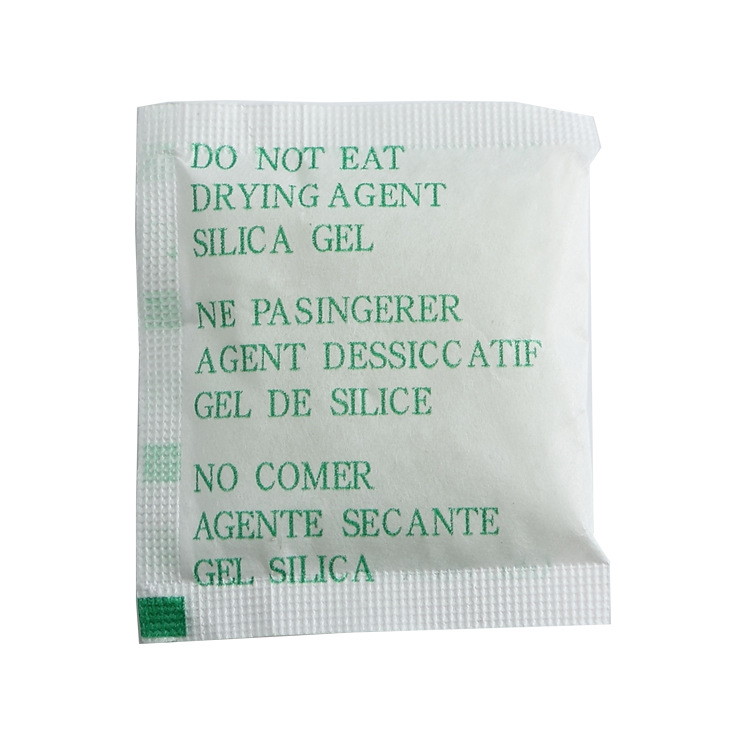 DO NOT EAT
DRYING AGENT
SILICA GEL
NE PASINGERER
AGENT DESSICCATIF
GEL DE SILICE
NO COMER
AGENTE SECANTE
GEL SILICA